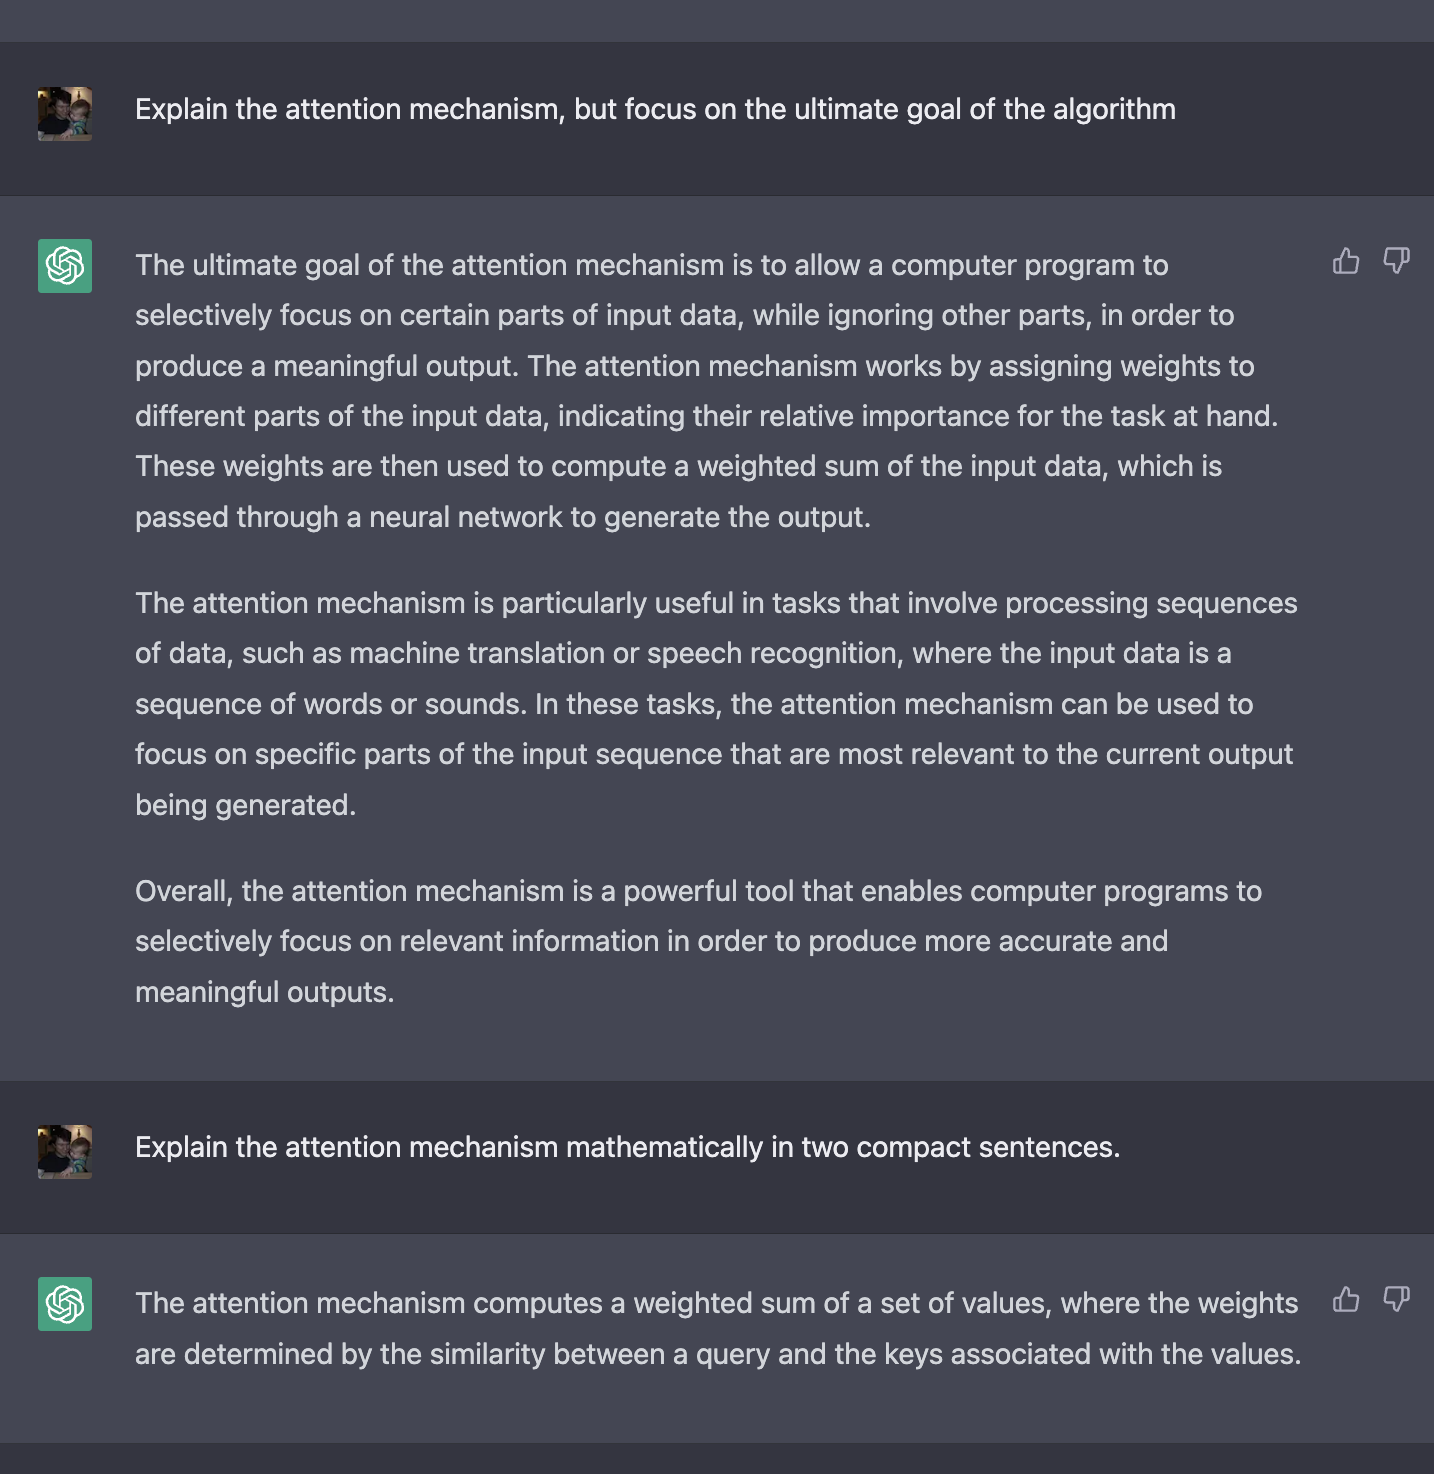 Explain the attention mechanism, but focus on the ultimate goal of the algorithm
The ultimate goal of the attention mechanism is to allow a computer program to
selectively focus on certain parts of input data, while ignoring other parts, in order to
produce a meaningful output. The attention mechanism works by assigning weights to
different parts of the input data, indicating their relative importance for the task at hand.
These weights are then used to compute a weighted sum of the input data, which is
passed through a neural network to generate the output.
The attention mechanism is particularly useful in tasks that involve processing sequences
of data, such as machine translation or speech recognition, where the input data is a
sequence of words or sounds. In these tasks, the attention mechanism can be used to
focus on specific parts of the input sequence that are most relevant to the current output
being generated.
Overall, the attention mechanism is a powerful tool that enables computer programs to
selectively focus on relevant information in order to produce more accurate and
meaningful outputs.
Explain the attention mechanism mathematically in two compact sentences.
The attention mechanism computes a weighted sum of a set of values, where the weights
are determined by the similarity between a query and the keys associated with the values.